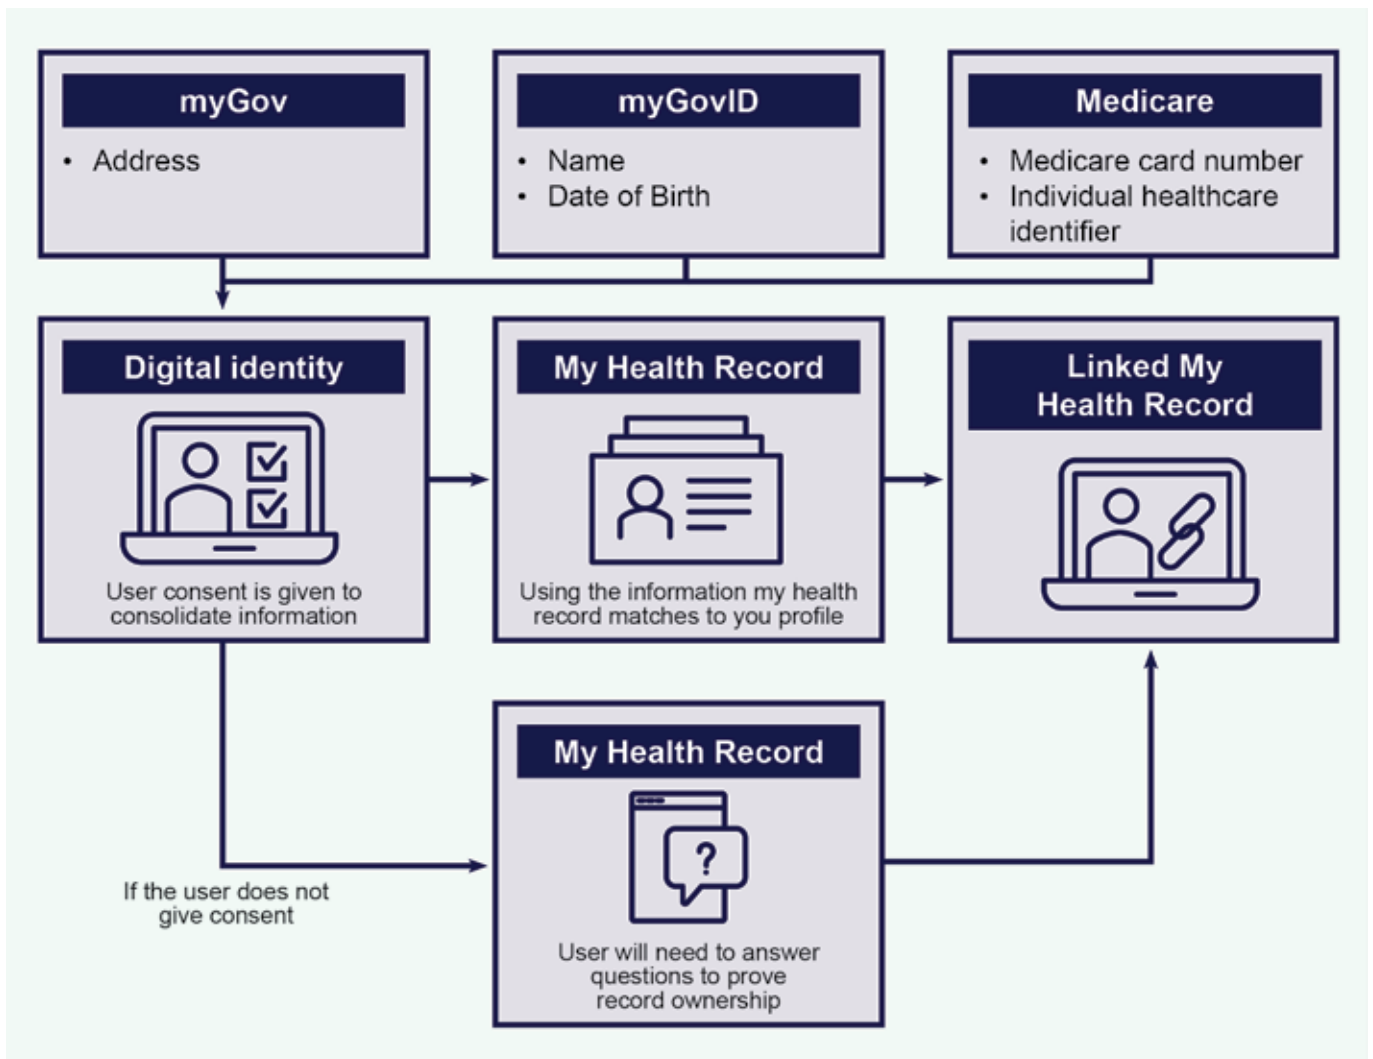 myGov
• Address
myGovID
• Name
• Date of Birth
Medicare
• Medicare card number
• Individual healthcare
identifier
Digital identity
User consent is given to
consolidate information
My Health Record
Using the information my health
record matches to you profile
Linked My
Health Record
If the user does not
give consent
My Health Record
?
User will need to answer
questions to prove
record ownership